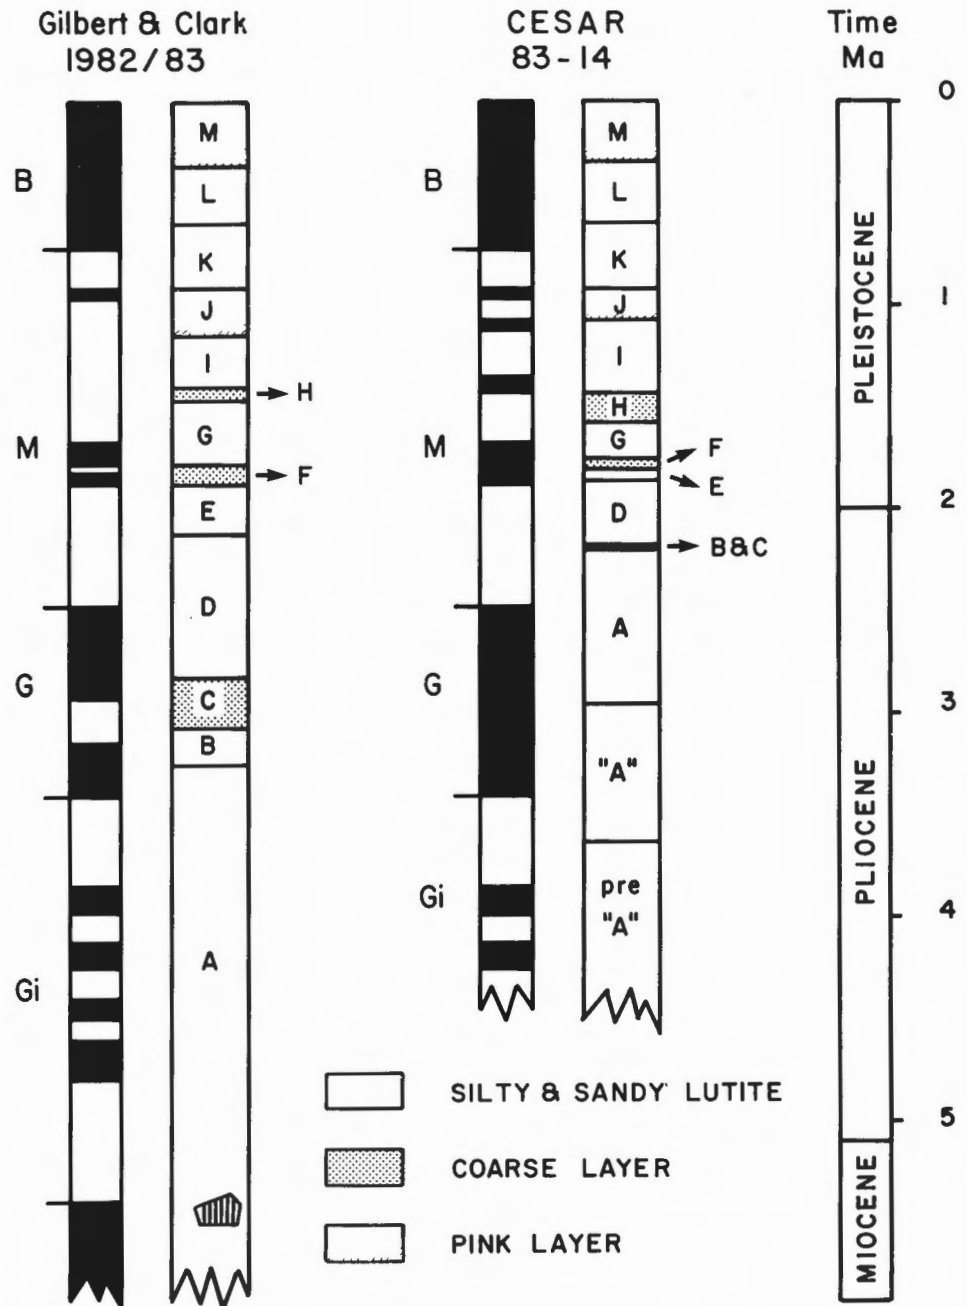 Gilbert & Clark
1982/83
B
M
G
Gi
M
L
K
J
I
H
G
F
E
D
C
B
A
CESAR
83-14
B
M
G
Gi
M
L
K
J
I
H
G
F
E
D
B&C
A
"A"
pre
"A"
Time
Ma
0
1
2
3
4
5
PLEISTOCENE
PLIOCENE
MIOCENE
SILTY & SANDY LUTITE
COARSE LAYER
PINK LAYER